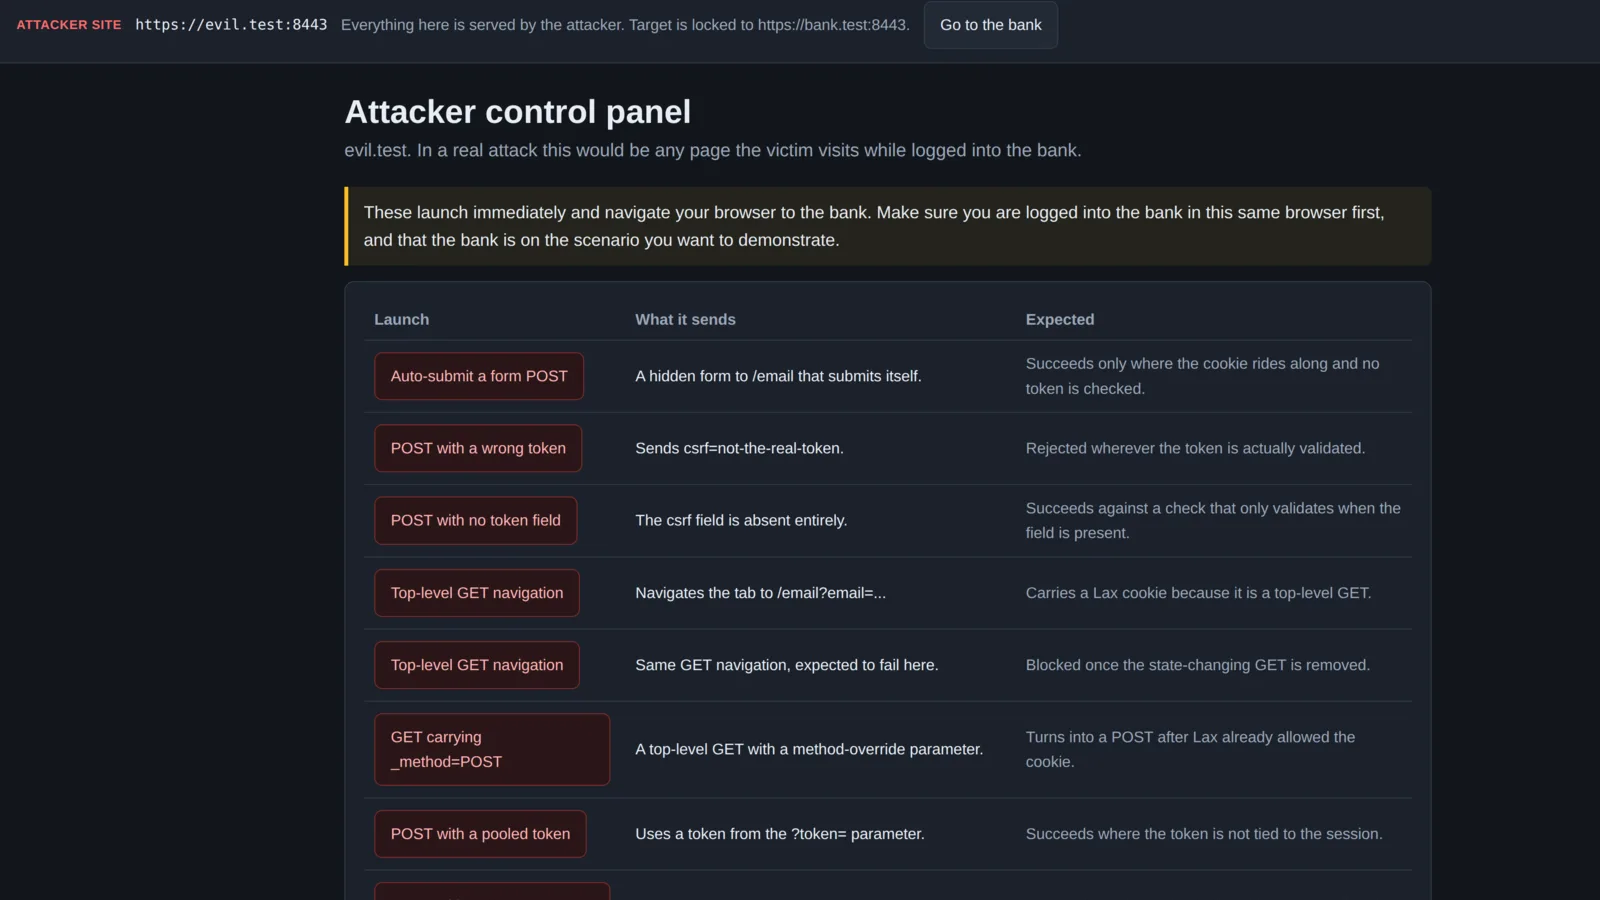 ATTACKER SITE https://evil.test:8443 Everything here is served by the attacker. Target is locked to https://bank.test:8443. Go to the bank
Attacker control panel
evil.test. In a real attack this would be any page the victim visits while logged into the bank.
These launch immediately and navigate your browser to the bank. Make sure you are logged into the bank in this same browser first,
and that the bank is on the scenario you want to demonstrate.
Launch What it sends Expected
Auto-submit a form POST A hidden form to /email that submits itself. Succeeds only where the cookie rides along and no
token is checked.
POST with a wrong token Sends csrf=not-the-real-token. Rejected wherever the token is actually validated.
POST with no token field The csrf field is absent entirely. Succeeds against a check that only validates when the
field is present.
Top-level GET navigation Navigates the tab to /email?email=... Carries a Lax cookie because it is a top-level GET.
Top-level GET navigation Same GET navigation, expected to fail here. Blocked once the state-changing GET is removed.
GET carrying
_method=POST A top-level GET with a method-override parameter. Turns into a POST after Lax already allowed the
cookie.
POST with a pooled token Uses a token from the ?token= parameter. Succeeds where the token is not tied to the session.